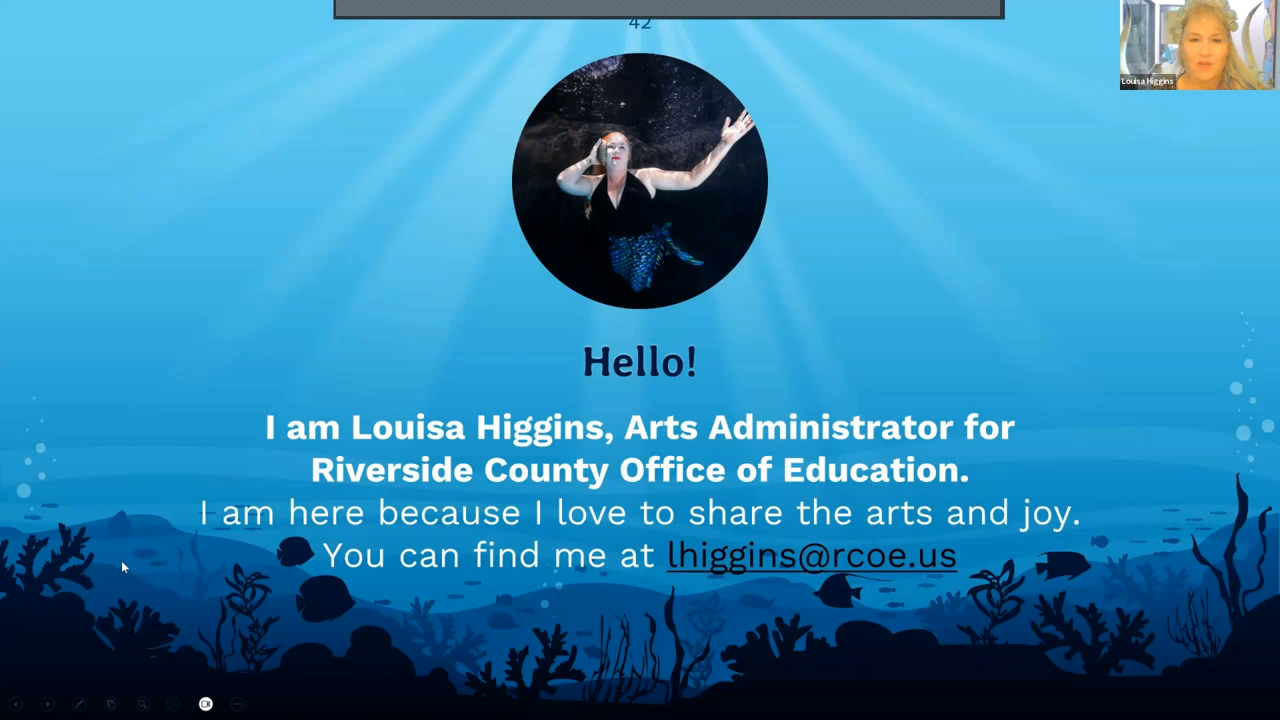 42
Louisa Higgins
Hello!
I am Louisa Higgins, Arts Administrator for
Riverside County Office of Education.
I am here because I love to share the arts and joy.
You can find me at lhiggins@rcoe.us